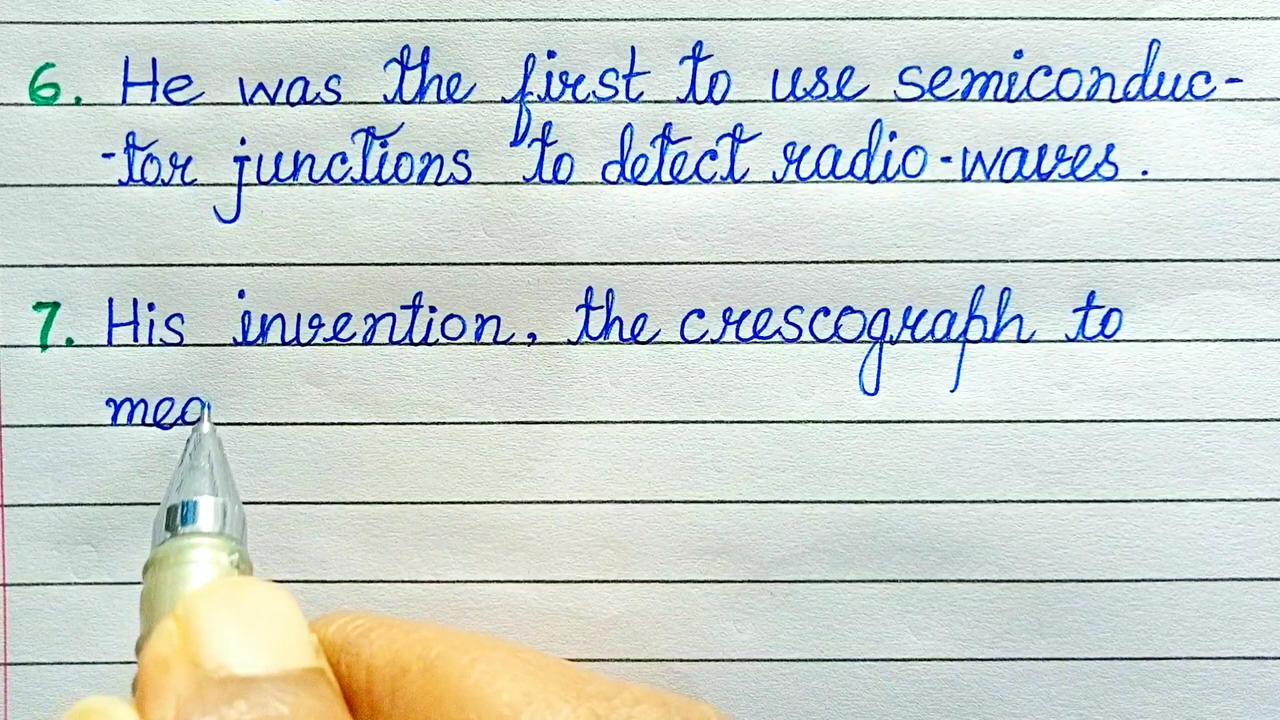 6. He was the first to use semiconduc-
-tor junctions to detect radio-waves.
7. His invention, the crescograph to
mea